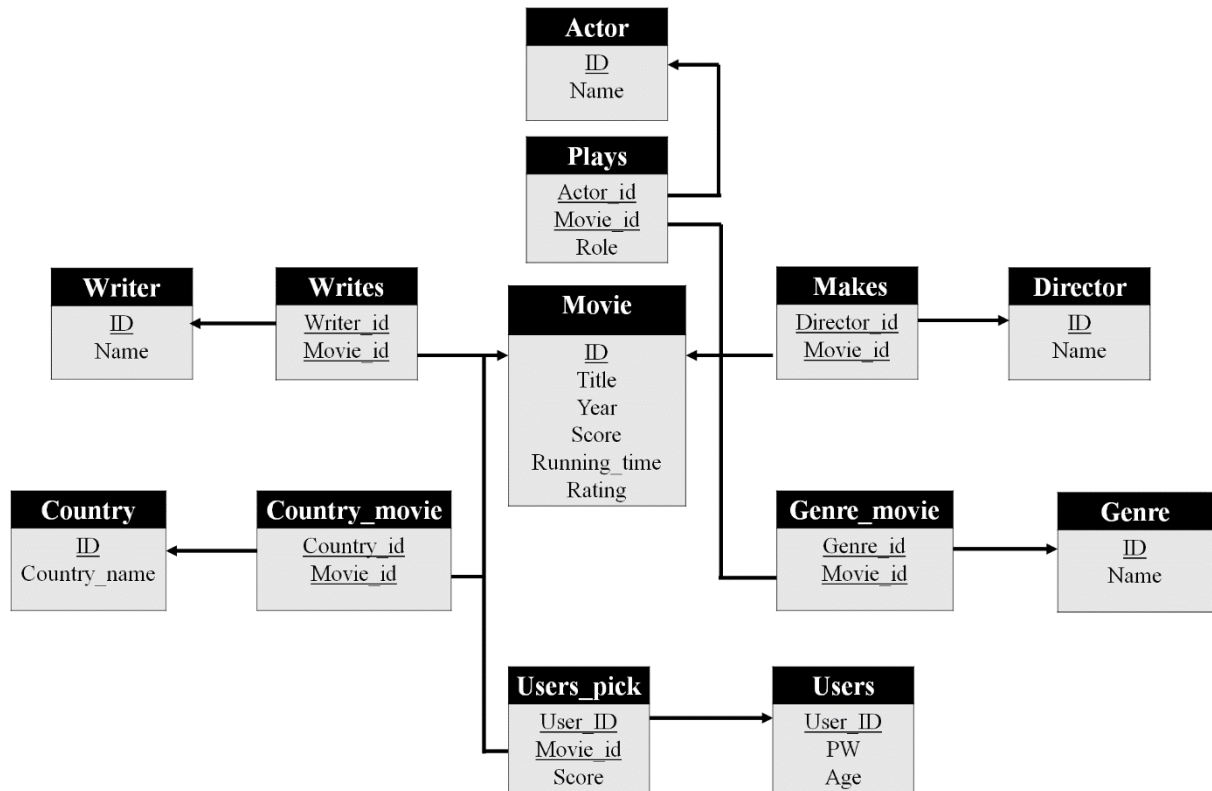 Actor
ID
Name
Plays
Actor_id
Movie_id
Role
Writer
ID
Name
Writes
Writer_id
Movie_id
Movie
ID
Title
Year
Score
Running_time
Rating
Makes
Director_id
Movie_id
Director
ID
Name
Country
ID
Country_name
Country_movie
Country_id
Movie_id
Genre_movie
Genre_id
Movie_id
Genre
ID
Name
Users_pick
User_ID
Movie_id
Score
Users
User_ID
PW
Age